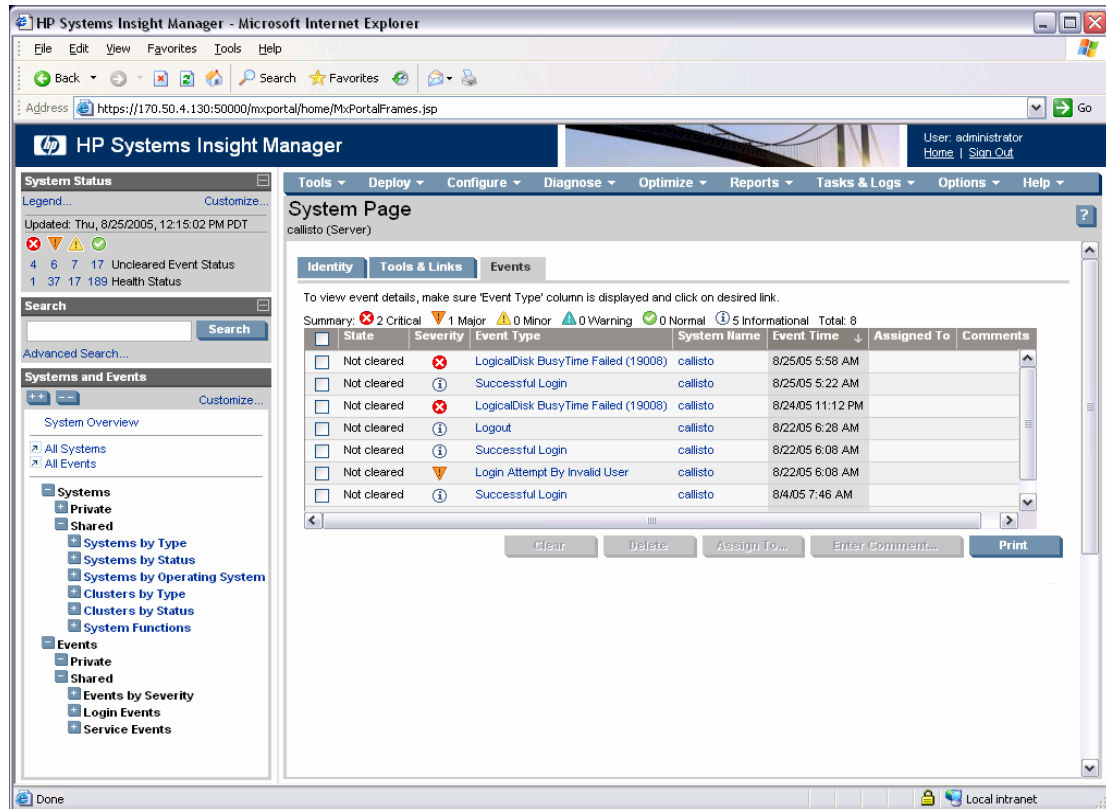 HP Systems Insight Manager - Microsoft Internet Explorer
File Edit View Favorites Tools Help
Back Search Favorites
Address https://170.50.4.130:50000/mxportal/home/MxPortalFrames.jsp Go
hp HP Systems Insight Manager
User: administrator
Home | Sign Out
System Status
Legend... Customize...
Updated: Thu, 8/25/2005, 12:15:02 PM PDT
4 6 7 17 Uncleared Event Status
1 37 17 189 Health Status
Search
Search
Advanced Search...
Systems and Events
Customize...
System Overview
All Systems
All Events
Systems
Private
Shared
Systems by Type
Systems by Status
Systems by Operating System
Clusters by Type
Clusters by Status
System Functions
Events
Private
Shared
Events by Severity
Login Events
Service Events
Tools Deploy Configure Diagnose Optimize Reports Tasks & Logs Options Help
System Page
callisto (Server)
?
Identity Tools & Links Events
To view event details, make sure 'Event Type' column is displayed and click on desired link.
Summary: 2 Critical 1 Major 0 Minor 0 Warning 0 Normal 5 Informational Total: 8
State Severity Event Type System Name Event Time Assigned To Comments
Not cleared LogicalDisk BusyTime Failed (19008) callisto 8/25/05 5:58 AM
Not cleared Successful Login callisto 8/25/05 5:22 AM
Not cleared LogicalDisk BusyTime Failed (19008) callisto 8/24/05 11:12 PM
Not cleared Logout callisto 8/22/05 6:28 AM
Not cleared Successful Login callisto 8/22/05 6:08 AM
Not cleared Login Attempt By Invalid User callisto 8/22/05 6:08 AM
Not cleared Successful Login callisto 8/4/05 7:46 AM
Clear Delete Assign To... Enter Comment... Print
Done Local intranet